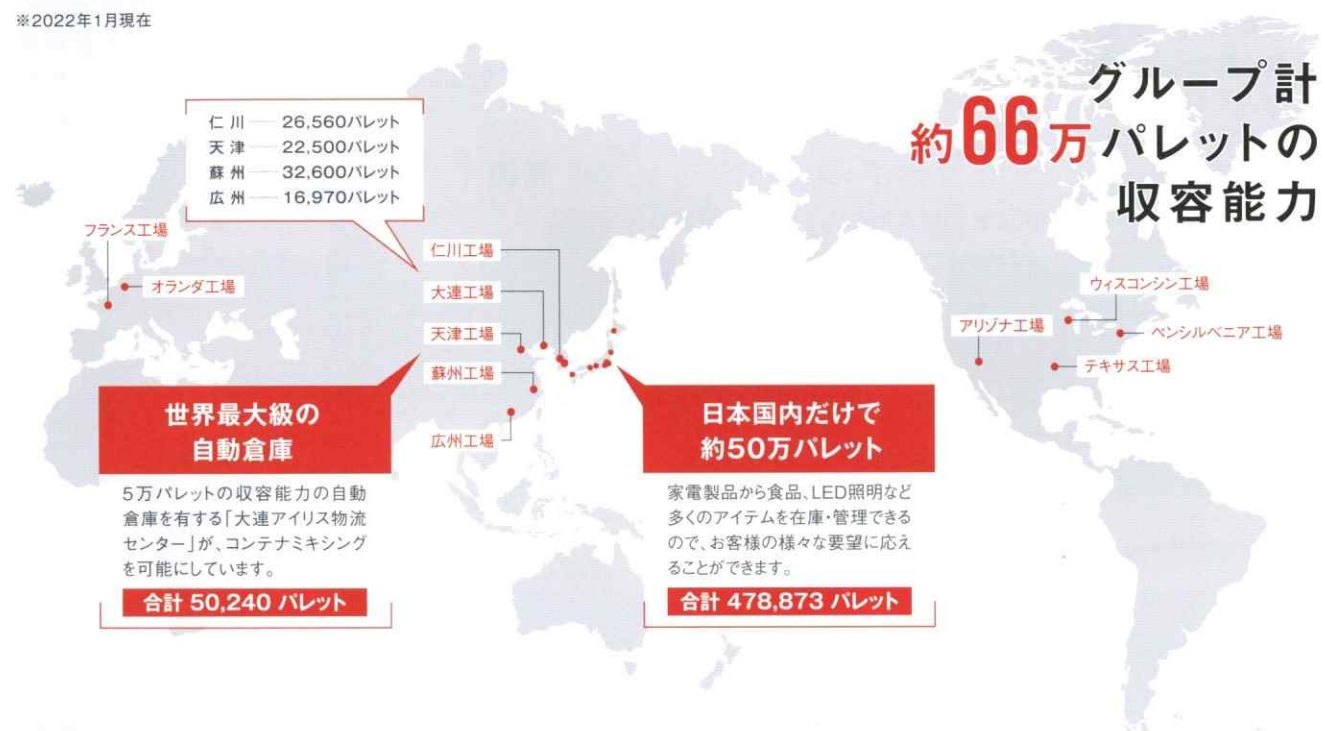 ※2022年1月現在
グループ計
約66万パレットの
収容能力
仁川 26,560パレット
天津 22,500パレット
蘇州 32,600パレット
広州 16,970パレット
フランス工場
オランダ工場
仁川工場
大連工場
天津工場
蘇州工場
広州工場
ウィスコンシン工場
アリゾナ工場
ペンシルベニア工場
テキサス工場
世界最大級の
自動倉庫
5万パレットの収容能力の自動
倉庫を有する「大連アイリス物流
センター」が、コンテナミキシング
を可能にしています。
合計 50,240 パレット
日本国内だけで
約50万パレット
家電製品から食品、LED照明など
多くのアイテムを在庫・管理できる
ので、お客様の様々な要望に応え
ることができます。
合計 478,873 パレット